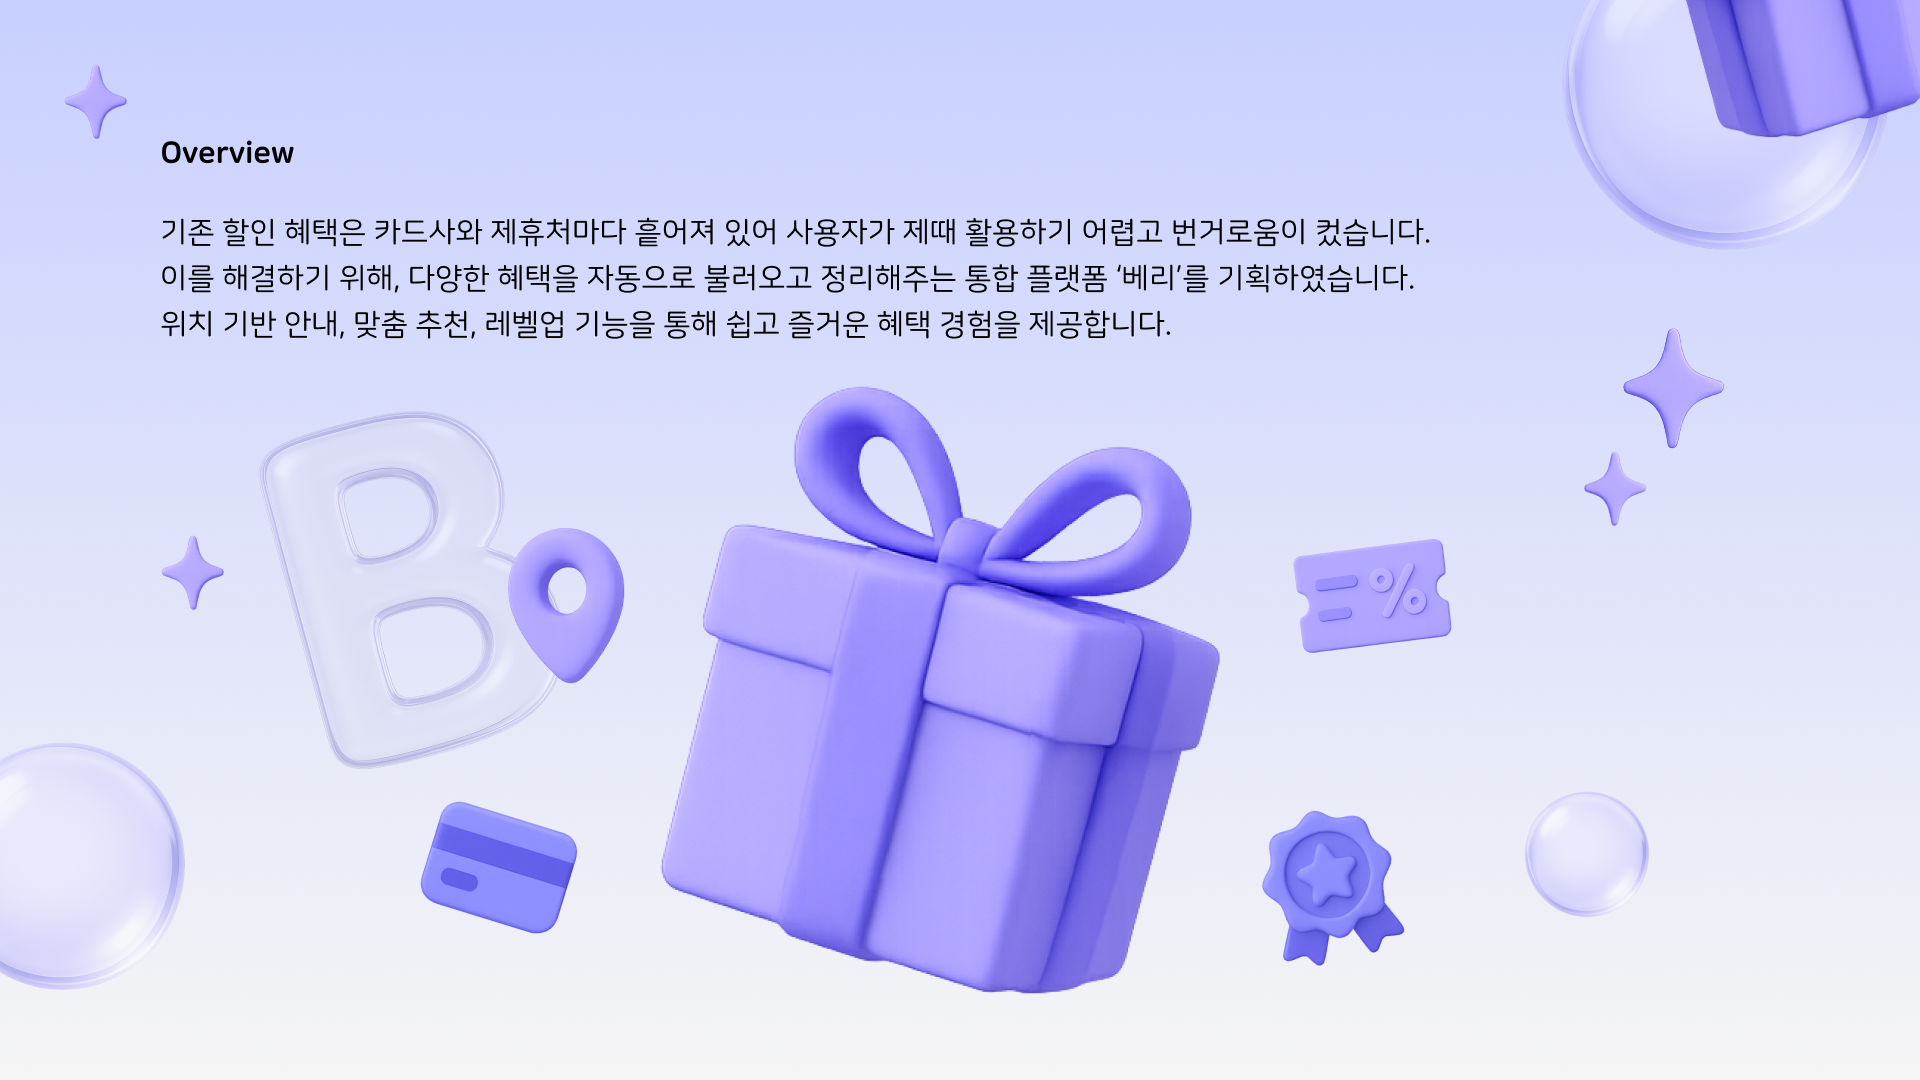 Overview
기존 할인 혜택은 카드사와 제휴처마다 흩어져 있어 사용자가 제때 활용하기 어렵고 번거로움이 컸습니다.
이를 해결하기 위해, 다양한 혜택을 자동으로 불러오고 정리해주는 통합 플랫폼 ‘베리’를 기획하였습니다.
위치 기반 안내, 맞춤 추천, 레벨업 기능을 통해 쉽고 즐거운 혜택 경험을 제공합니다.
B
%